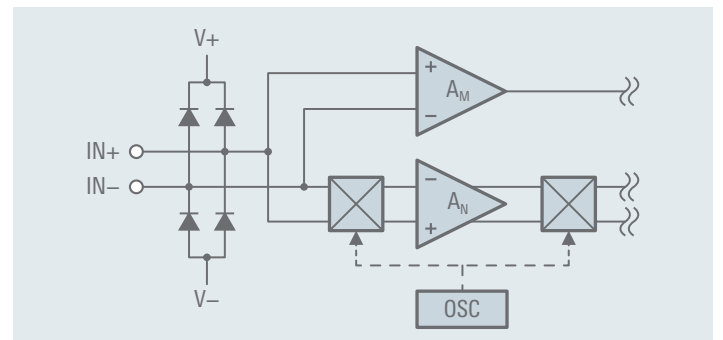 V+
+
A_M
−
IN+
IN−
−
A_N
+
V−
OSC